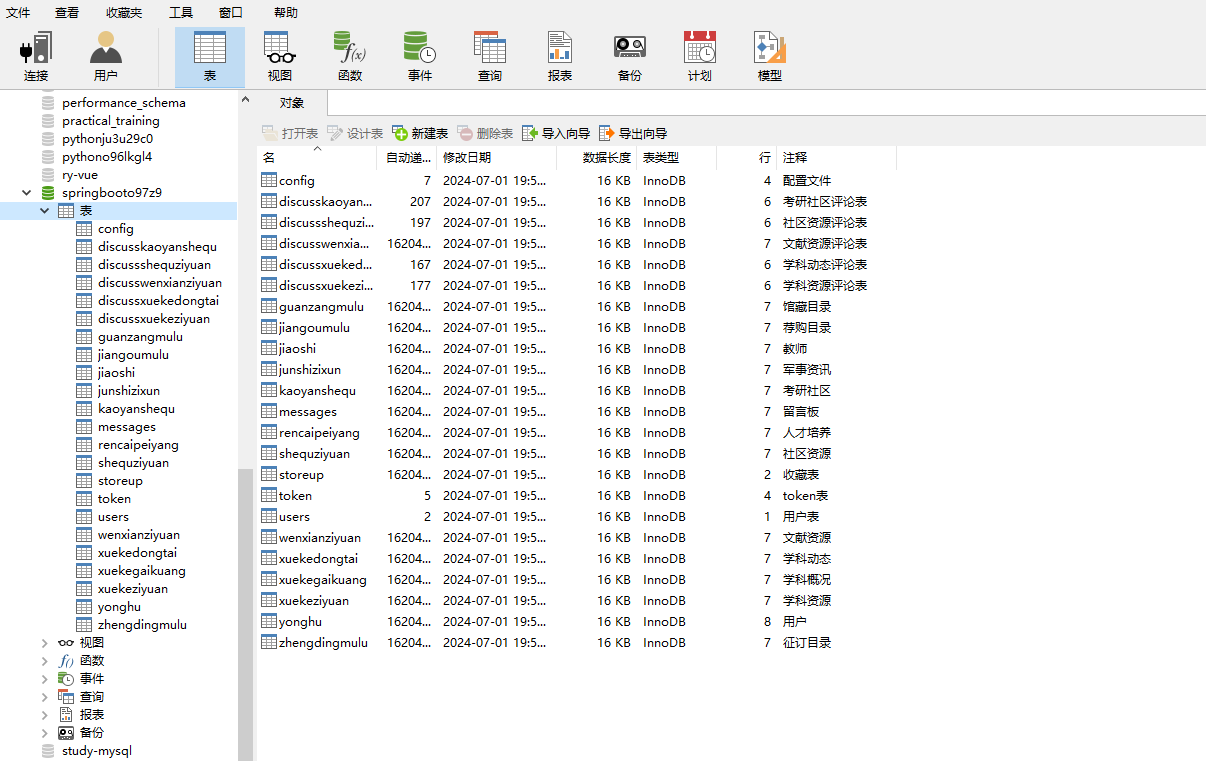 文件 查看 收藏夹 工具 窗口 帮助
连接 用户 表 视图 函数 事件 查询 报表 备份 计划 模型
performance_schema
practical_training
pythonju3u29c0
pythono96lkgl4
ry-vue
springbooto97z9
表
config
discusskaoyanshequ
discussshequziyuan
discusswenxianziyuan
discussxuekedongtai
discussxuekeziyuan
guanzangmulu
jiangoumulu
jiaoshi
junshizixun
kaoyanshequ
messages
rencaipeiyang
shequziyuan
storeup
token
users
wenxianziyuan
xuekedongtai
xuekegaikuang
xuekeziyuan
yonghu
zhengdingmulu
视图
函数
事件
查询
报表
备份
study-mysql
对象
打开表 设计表 新建表 删除表 导入向导 导出向导
名 自动递... 修改日期 数据长度 表类型 行 注释
config 7 2024-07-01 19:5... 16 KB InnoDB 4 配置文件
discusskaoyan... 207 2024-07-01 19:5... 16 KB InnoDB 6 考研社区评论表
discussshequzi... 197 2024-07-01 19:5... 16 KB InnoDB 6 社区资源评论表
discusswenxia... 16204... 2024-07-01 19:5... 16 KB InnoDB 7 文献资源评论表
discussxueked... 167 2024-07-01 19:5... 16 KB InnoDB 6 学科动态评论表
discussxuekezi... 177 2024-07-01 19:5... 16 KB InnoDB 6 学科资源评论表
guanzangmulu 16204... 2024-07-01 19:5... 16 KB InnoDB 7 馆藏目录
jiangoumulu 16204... 2024-07-01 19:5... 16 KB InnoDB 7 荐购目录
jiaoshi 16204... 2024-07-01 19:5... 16 KB InnoDB 7 教师
junshizixun 16204... 2024-07-01 19:5... 16 KB InnoDB 7 军事资讯
kaoyanshequ 16204... 2024-07-01 19:5... 16 KB InnoDB 7 考研社区
messages 16204... 2024-07-01 19:5... 16 KB InnoDB 7 留言板
rencaipeiyang 16204... 2024-07-01 19:5... 16 KB InnoDB 7 人才培养
shequziyuan 16204... 2024-07-01 19:5... 16 KB InnoDB 7 社区资源
storeup 16204... 2024-07-01 19:5... 16 KB InnoDB 2 收藏表
token 5 2024-07-01 19:5... 16 KB InnoDB 4 token表
users 2 2024-07-01 19:5... 16 KB InnoDB 1 用户表
wenxianziyuan 16204... 2024-07-01 19:5... 16 KB InnoDB 7 文献资源
xuekedongtai 16204... 2024-07-01 19:5... 16 KB InnoDB 7 学科动态
xuekegaikuang 16204... 2024-07-01 19:5... 16 KB InnoDB 7 学科概况
xuekeziyuan 16204... 2024-07-01 19:5... 16 KB InnoDB 7 学科资源
yonghu 16204... 2024-07-01 19:5... 16 KB InnoDB 8 用户
zhengdingmulu 16204... 2024-07-01 19:5... 16 KB InnoDB 7 征订目录